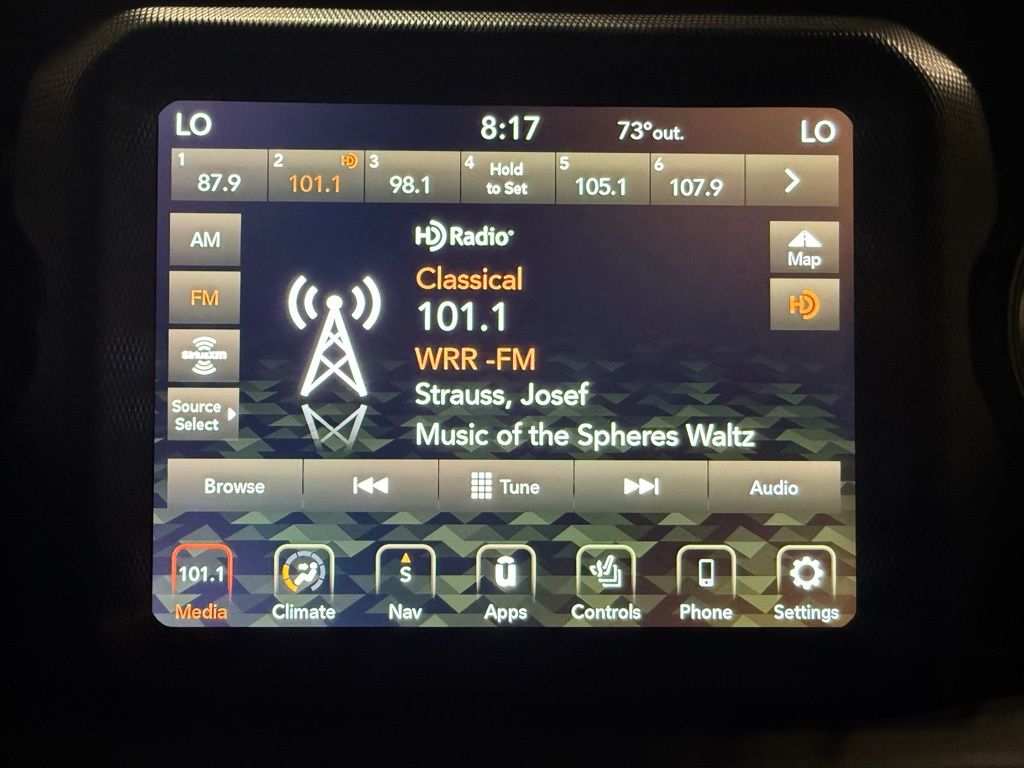 LO 8:17 73°out. LO
1 87.9 2 HD 101.1 3 98.1 4 Hold to Set 5 105.1 6 107.9
AM
FM
SiriusXM
Source
Select
HD Radio
Classical
101.1
WRR -FM
Strauss, Josef
Music of the Spheres Waltz
Map
HD
Browse Tune Audio
101.1 S u
Media Climate Nav Apps Controls Phone Settings